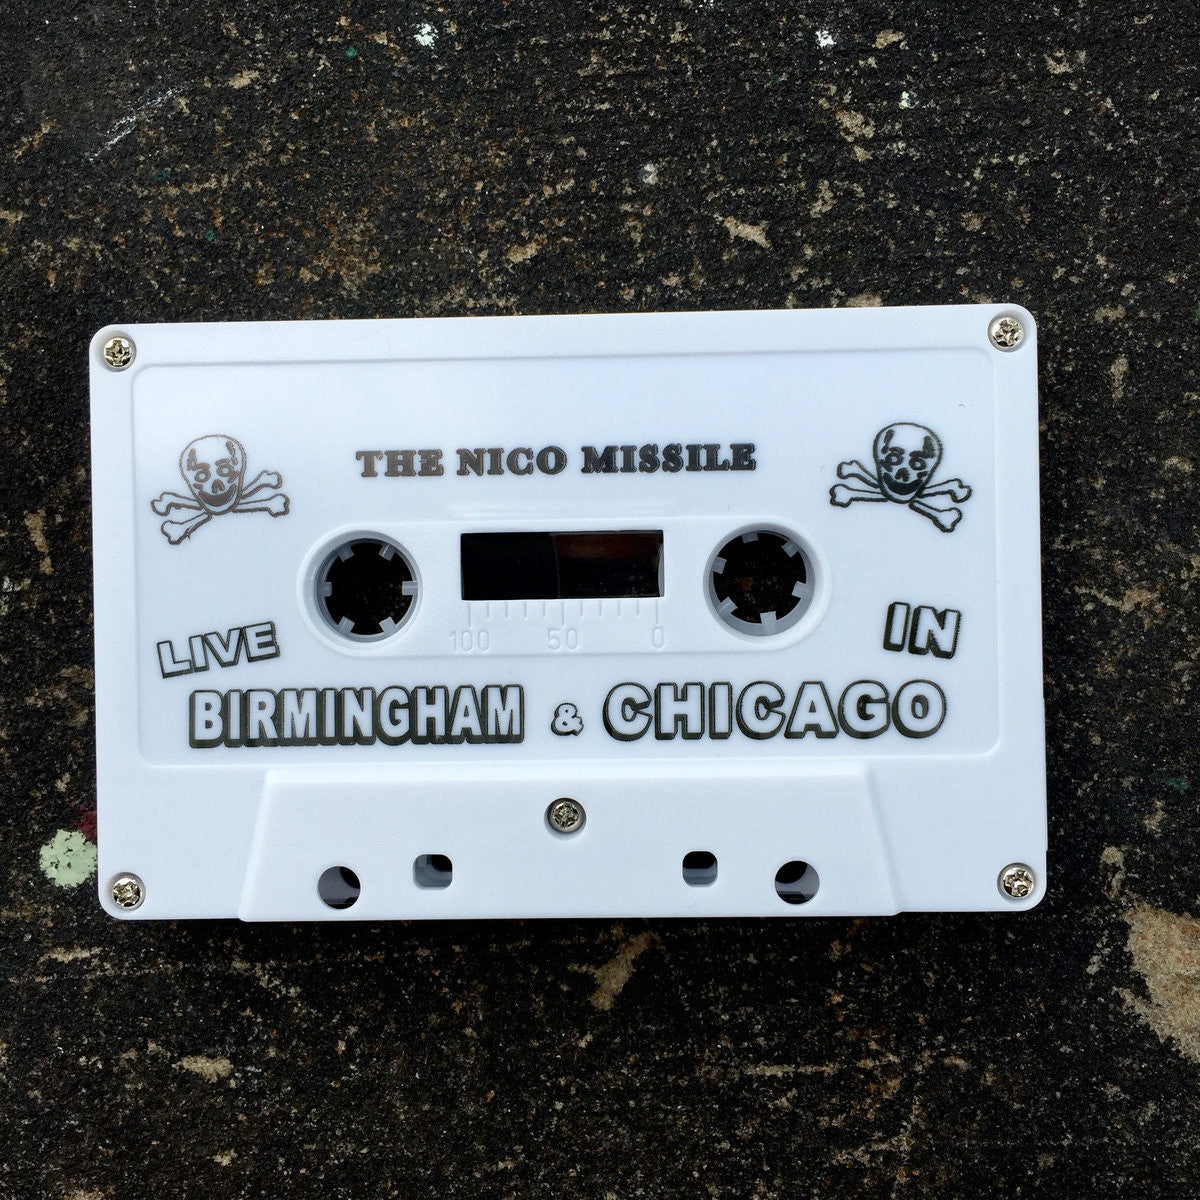 THE NICO MISSILE
100 50 0
LIVE IN
BIRMINGHAM & CHICAGO